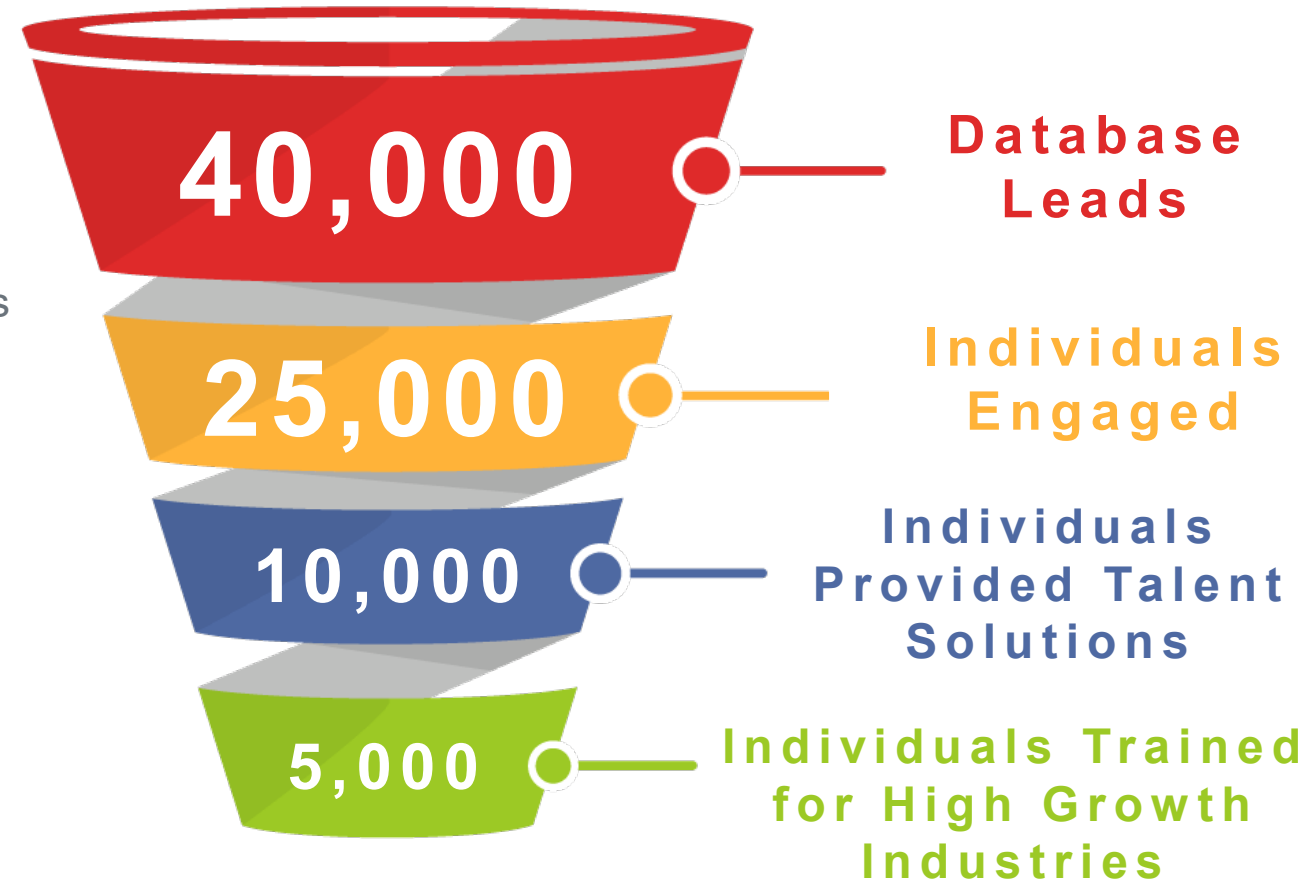 40,000
Database
Leads
s
25,000
Individuals
Engaged
10,000
Individuals
Provided Talent
Solutions
5,000
Individuals Trained
for High Growth
Industries